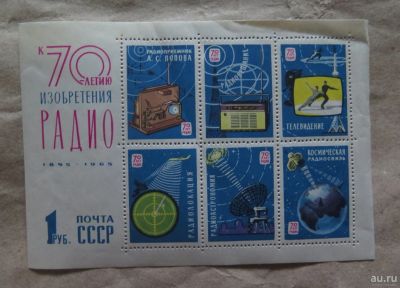 К 70-ЛЕТИЮ
ИЗОБРЕТЕНИЯ
РАДИО
1895-1965
1 РУБ.
ПОЧТА
СССР
РАДИОПРИЕМНИК
А.С. ПОПОВА
ТЕЛЕВИДЕНИЕ
РАДИОЛОКАЦИЯ
РАДИОАСТРОНОМИЯ
КОСМИЧЕСКАЯ
РАДИОСВЯЗЬ
au.ru